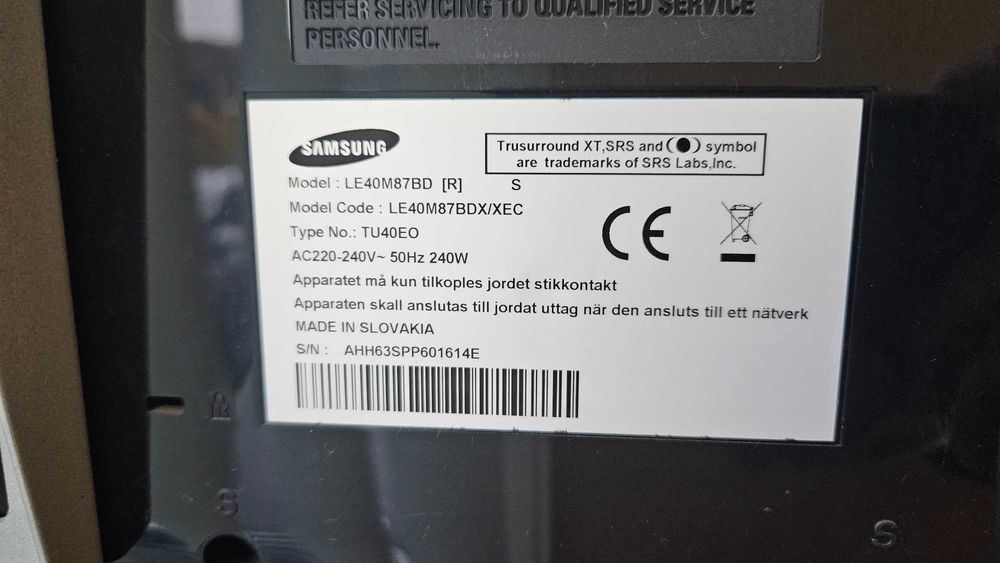 REFER SERVICING TO QUALIFIED SERVICE
PERSONNEL.
SAMSUNG
Trusurround XT,SRS and (●) symbol
are trademarks of SRS Labs,Inc.
Model : LE40M87BD [R] S
Model Code : LE40M87BDX/XEC
Type No.: TU40EO
AC220-240V~ 50Hz 240W
CE
Apparatet må kun tilkoples jordet stikkontakt
Apparaten skall anslutas till jordat uttag när den ansluts till ett nätverk
MADE IN SLOVAKIA
S/N : AHH63SPP601614E
S
S